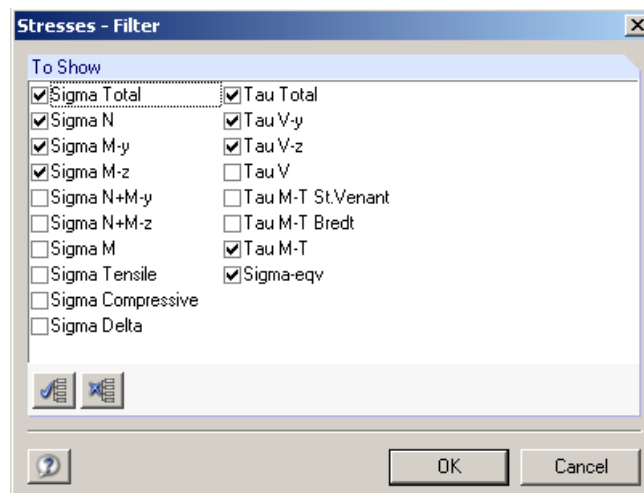 Stresses - Filter
To Show
Sigma Total
Sigma N
Sigma M-y
Sigma M-z
Sigma N+M-y
Sigma N+M-z
Sigma M
Sigma Tensile
Sigma Compressive
Sigma Delta
Tau Total
Tau V-y
Tau V-z
Tau V
Tau M-T St.Venant
Tau M-T Bredt
Tau M-T
Sigma-eqv
OK
Cancel